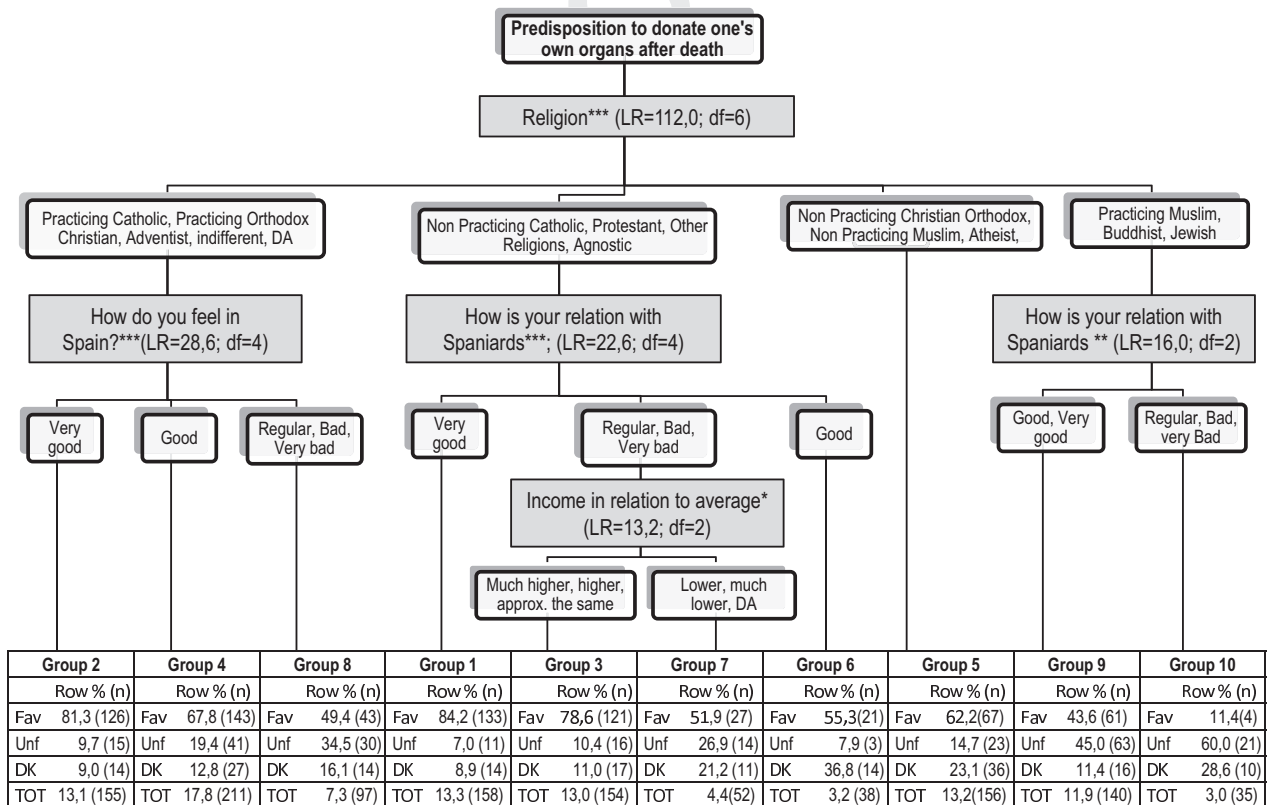 Predisposition to donate one's
own organs after death
Religion*** (LR=112,0; df=6)
Practicing Catholic, Practicing Orthodox
Christian, Adventist, indifferent, DA
Non Practicing Catholic, Protestant, Other
Religions, Agnostic
Non Practicing Christian Orthodox,
Non Practicing Muslim, Atheist,
Practicing Muslim,
Buddhist, Jewish
How do you feel in
Spain?***(LR=28,6; df=4)
How is your relation with
Spaniards***; (LR=22,6; df=4)
How is your relation with
Spaniards ** (LR=16,0; df=2)
Very
good
Good
Regular, Bad,
Very bad
Very
good
Regular, Bad,
Very bad
Good
Good, Very
good
Regular, Bad,
very Bad
Income in relation to average*
(LR=13,2; df=2)
Much higher, higher,
approx. the same
Lower, much
lower, DA
Group 2 Group 4 Group 8 Group 1 Group 3 Group 7 Group 6 Group 5 Group 9 Group 10
Row % (n) Row % (n) Row % (n) Row % (n) Row % (n) Row % (n) Row % (n) Row % (n) Row % (n) Row % (n)
Fav 81,3 (126) Fav 67,8 (143) Fav 49,4 (43) Fav 84,2 (133) Fav 78,6 (121) Fav 51,9 (27) Fav 55,3(21) Fav 62,2(67) Fav 43,6 (61) Fav 11,4(4)
Unf 9,7 (15) Unf 19,4 (41) Unf 34,5 (30) Unf 7,0 (11) Unf 10,4 (16) Unf 26,9 (14) Unf 7,9 (3) Unf 14,7 (23) Unf 45,0 (63) Unf 60,0 (21)
DK 9,0 (14) DK 12,8 (27) DK 16,1 (14) DK 8,9 (14) DK 11,0 (17) DK 21,2 (11) DK 36,8 (14) DK 23,1 (36) DK 11,4 (16) DK 28,6 (10)
TOT 13,1 (155) TOT 17,8 (211) TOT 7,3 (97) TOT 13,3 (158) TOT 13,0 (154) TOT 4,4(52) TOT 3,2 (38) TOT 13,2(156) TOT 11,9 (140) TOT 3,0 (35)